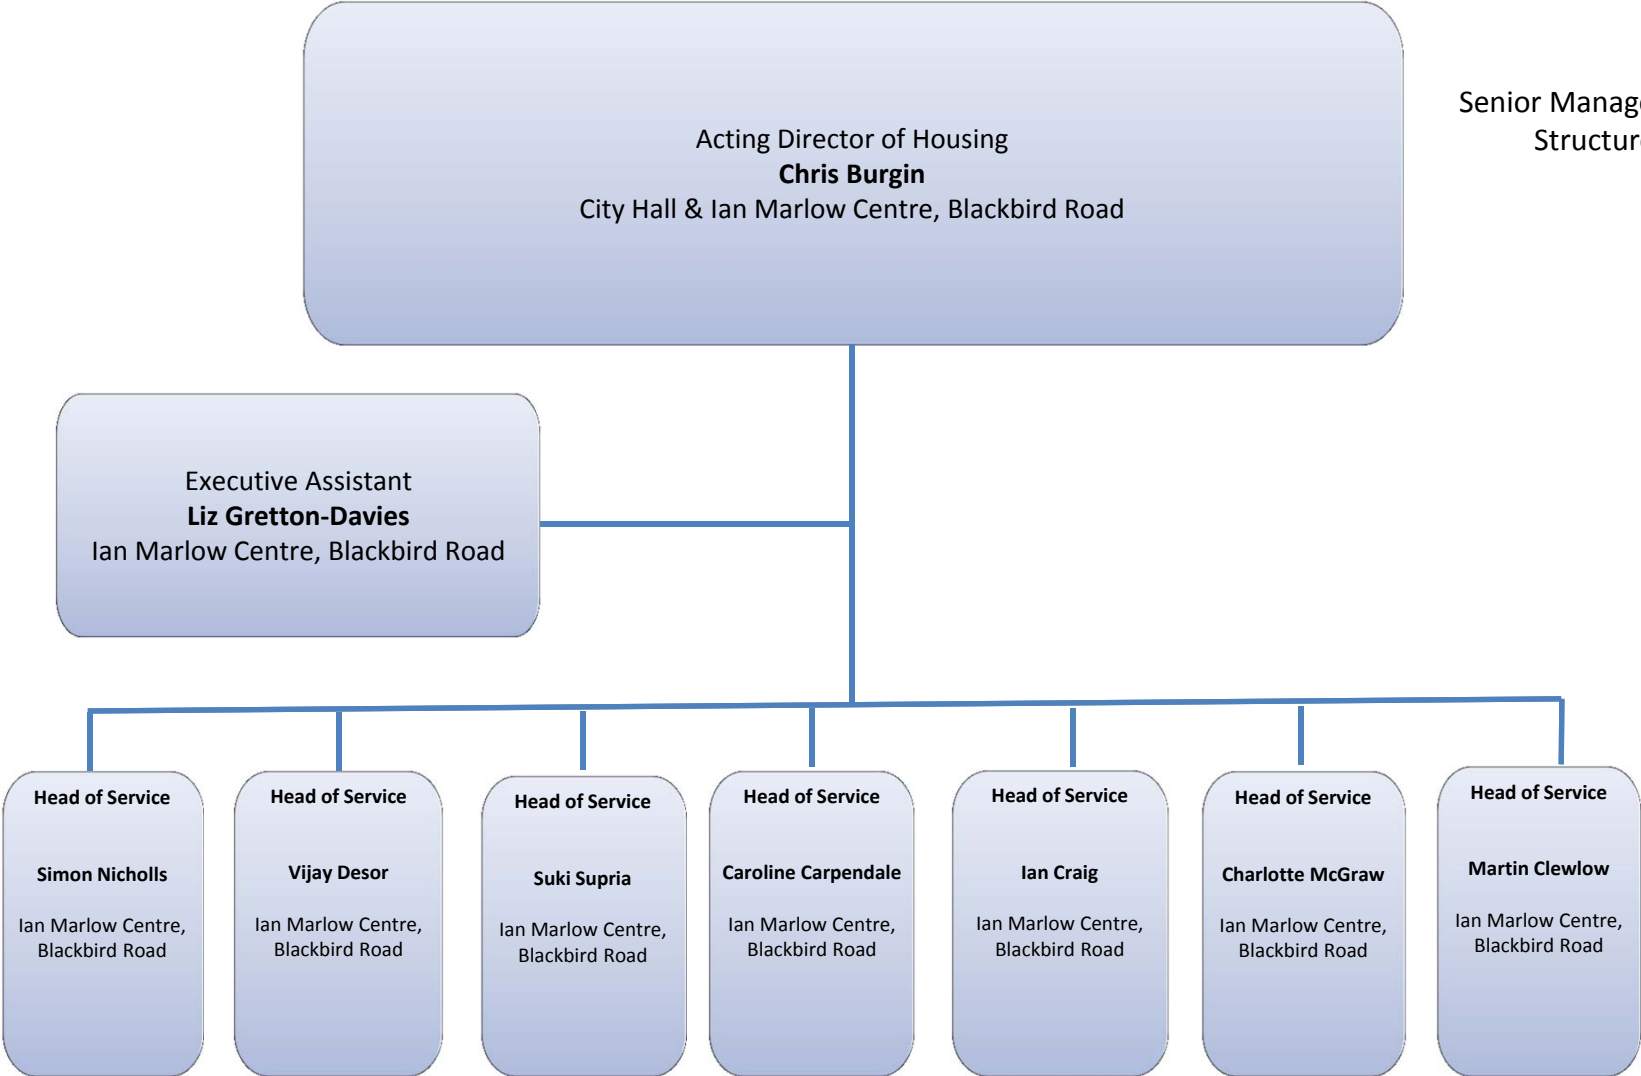 Senior Manage
Structure
Acting Director of Housing
Chris Burgin
City Hall & Ian Marlow Centre, Blackbird Road
Executive Assistant
Liz Gretton-Davies
Ian Marlow Centre, Blackbird Road
Head of Service
Simon Nicholls
Ian Marlow Centre,
Blackbird Road
Head of Service
Vijay Desor
Ian Marlow Centre,
Blackbird Road
Head of Service
Suki Supria
Ian Marlow Centre,
Blackbird Road
Head of Service
Caroline Carpendale
Ian Marlow Centre,
Blackbird Road
Head of Service
Ian Craig
Ian Marlow Centre,
Blackbird Road
Head of Service
Charlotte McGraw
Ian Marlow Centre,
Blackbird Road
Head of Service
Martin Clewlow
Ian Marlow Centre,
Blackbird Road